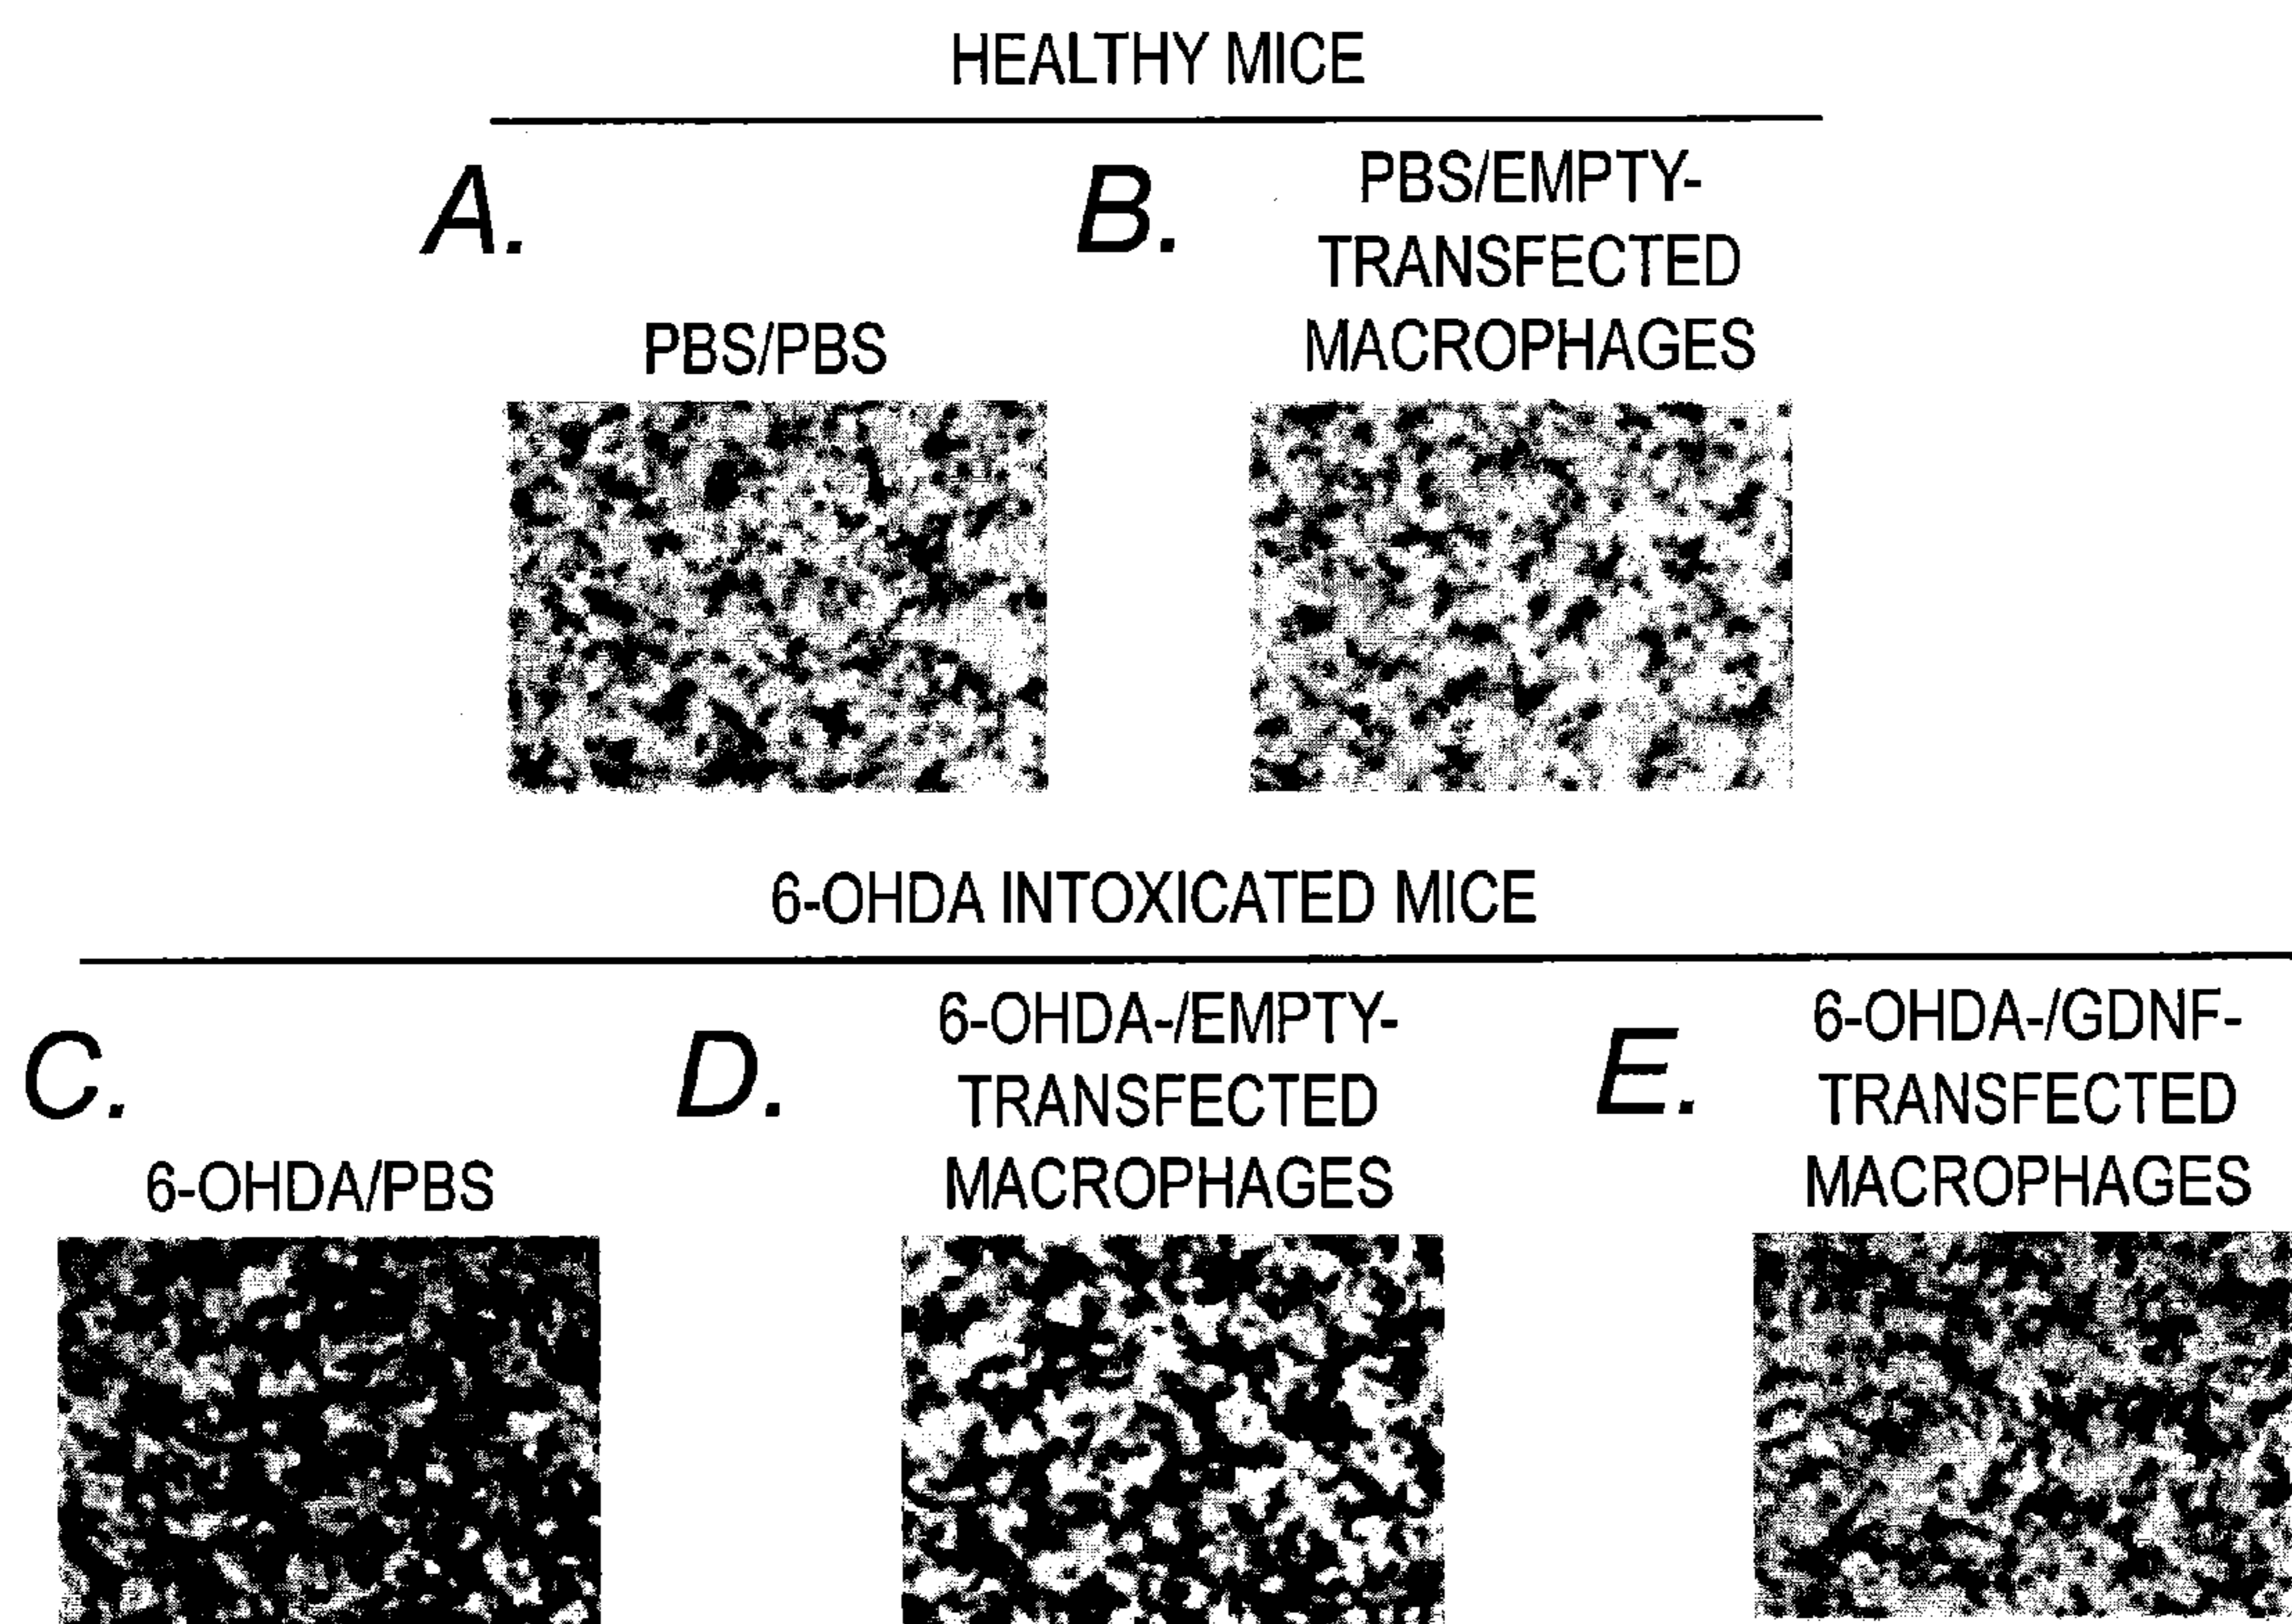 HEALTHY MICE
A.
PBS/PBS
B.
PBS/EMPTY-
TRANSFECTED
MACROPHAGES
6-OHDA INTOXICATED MICE
C.
6-OHDA/PBS
D.
6-OHDA-/EMPTY-
TRANSFECTED
MACROPHAGES
E.
6-OHDA-/GDNF-
TRANSFECTED
MACROPHAGES